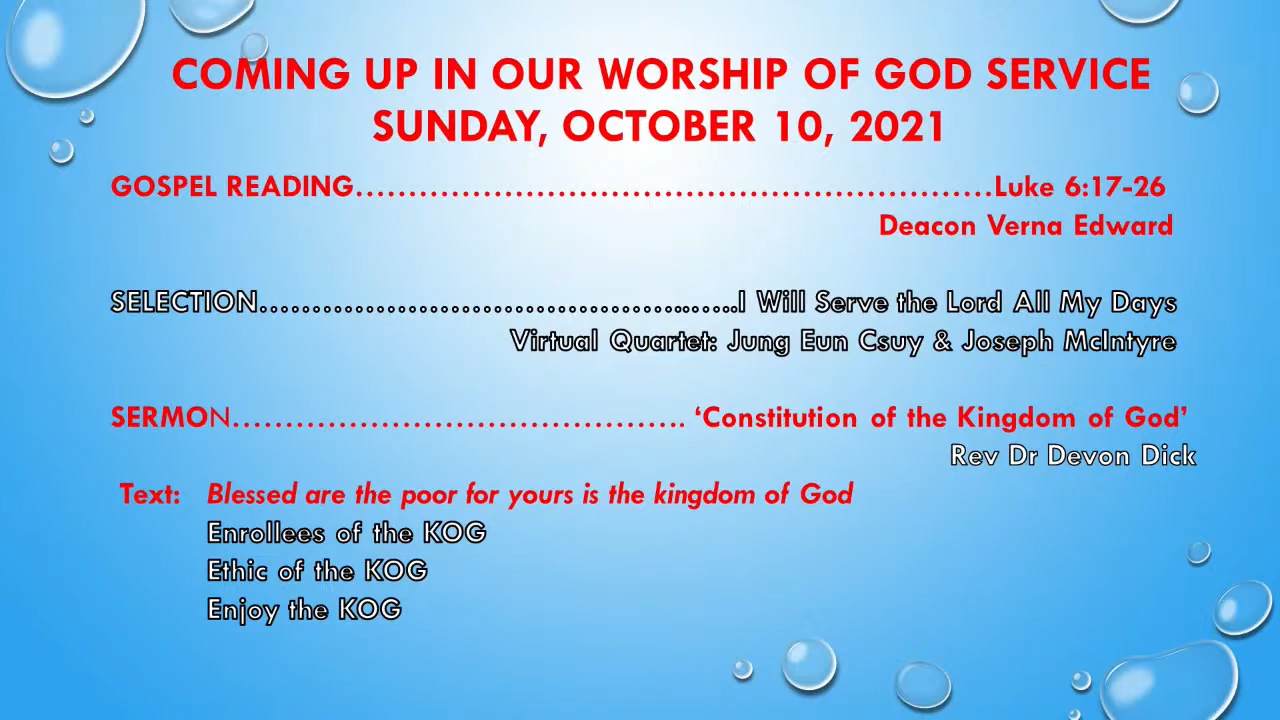 COMING UP IN OUR WORSHIP OF GOD SERVICE
SUNDAY, OCTOBER 10, 2021
GOSPEL READING……………………………………………………Luke 6:17-26
Deacon Verna Edward
SELECTION…………………………………..…..I Will Serve the Lord All My Days
Virtual Quartet: Jung Eun Csuy & Joseph McIntyre
SERMON……………………………………. ‘Constitution of the Kingdom of God’
Rev Dr Devon Dick
Text: Blessed are the poor for yours is the kingdom of God
Enrollees of the KOG
Ethic of the KOG
Enjoy the KOG